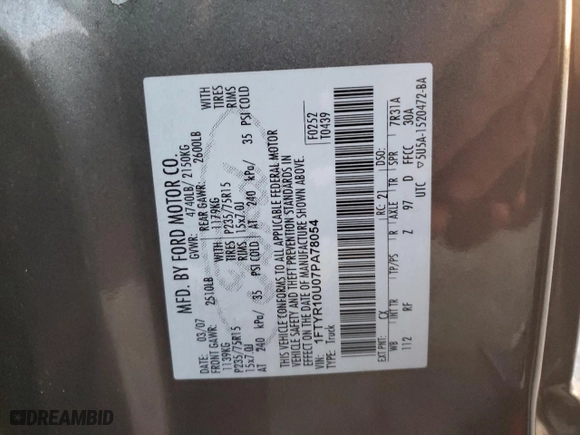 MFD. BY FORD MOTOR CO.
DATE: 03/07 GVWR: 4740LB/ 2150KG
FRONT GAWR: 2510LB REAR GAWR: 2600LB
1139KG WITH 1179KG WITH
P235/75R15 TIRES P235/75R15 TIRES
15x7.0J RIMS 15x7.0J RIMS
AT 240 kPa/ 35 PSI COLD AT 240 kPa/ 35 PSI COLD
THIS VEHICLE CONFORMS TO ALL APPLICABLE FEDERAL MOTOR
VEHICLE SAFETY AND THEFT PREVENTION STANDARDS IN
EFFECT ON THE DATE OF MANUFACTURE SHOWN ABOVE.
VIN: 1FTYR10U07PA78054 F0252
TYPE: Truck T0439
EXT PNT: CX RC: 21 DSO:
WB INT TR TP/PS R AXLE TR SPR 7R31A
112 RF Z 97 D FFCC 30A
UTC ▽5U5A-1520472-BA
DREAMBID